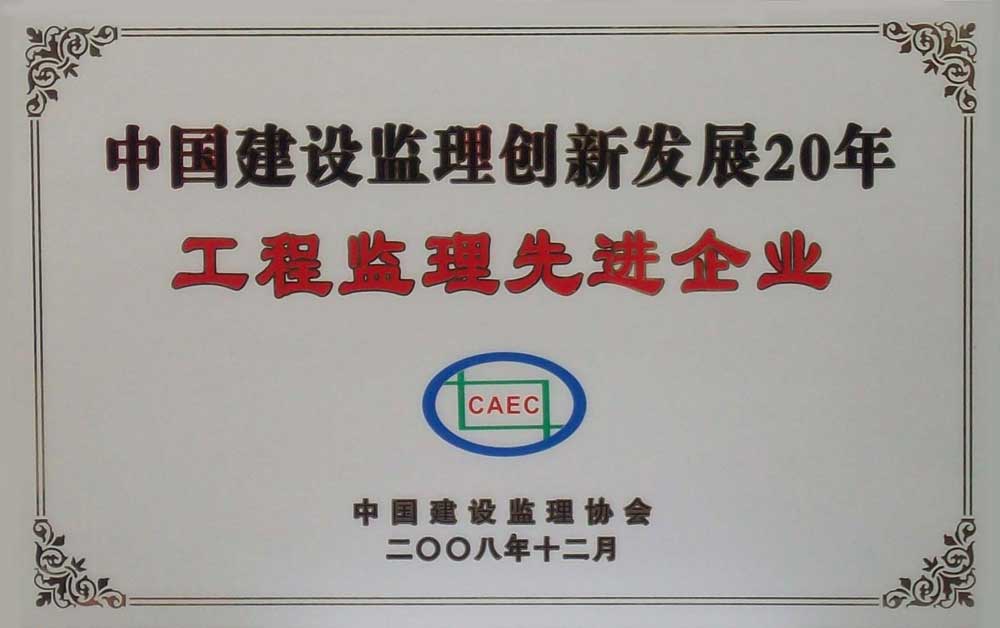 中国建设监理创新发展20年
工程监理先进企业
CAEC
中国建设监理协会
二〇〇八年十二月